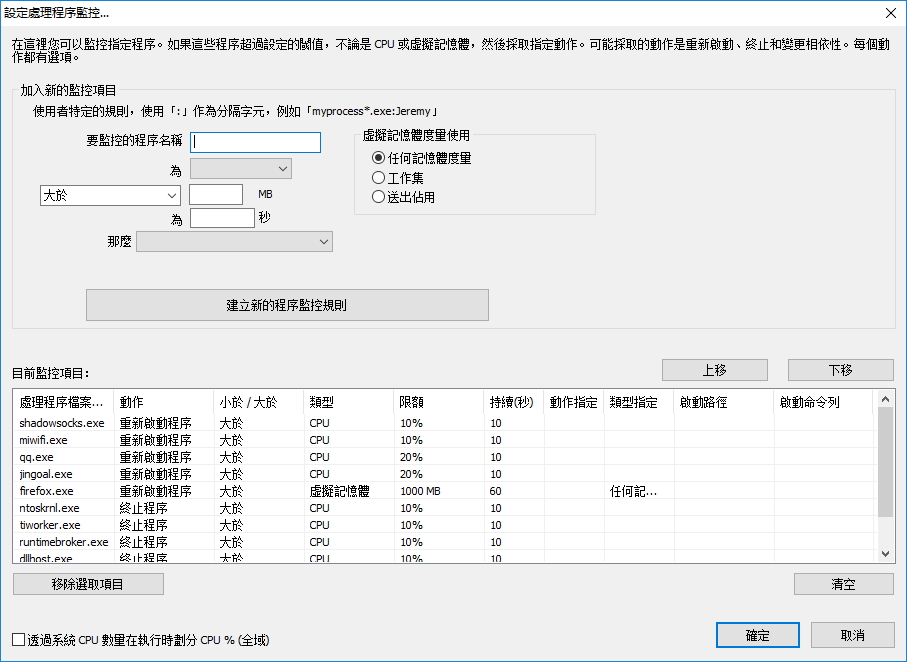 設定處理程序監控...
在這裡您可以監控指定程序。如果這些程序超過設定的閾值，不論是 CPU 或虛擬記憶體，然後採取指定動作。可能採取的動作是重新啟動、終止和變更相依性。每個動
作都有選項。
加入新的監控項目
使用者特定的規則，使用「:」作為分隔字元，例如「myprocess*.exe:Jeremy」
要監控的程序名稱
虛擬記憶體度量使用
任何記憶體度量
為
工作集
大於 MB
送出佔用
為 秒
那麼
建立新的程序監控規則
目前監控項目:
上移 下移
處理程序檔案... 動作 小於 / 大於 類型 限額 持續(秒) 動作指定 類型指定 啟動路徑 啟動命令列
shadowsocks.exe 重新啟動程序 大於 CPU 10% 10
miwifi.exe 重新啟動程序 大於 CPU 10% 10
qq.exe 重新啟動程序 大於 CPU 20% 10
jingoal.exe 重新啟動程序 大於 CPU 20% 10
firefox.exe 重新啟動程序 大於 虛擬記憶體 1000 MB 60 任何記...
ntoskrnl.exe 終止程序 大於 CPU 10% 10
tiworker.exe 終止程序 大於 CPU 10% 10
runtimebroker.exe 終止程序 大於 CPU 10% 10
dllhost.exe 終止程序 大於 CPU 10% 10
移除選取項目 清空
透過系統 CPU 數量在執行時劃分 CPU % (全域)
確定 取消